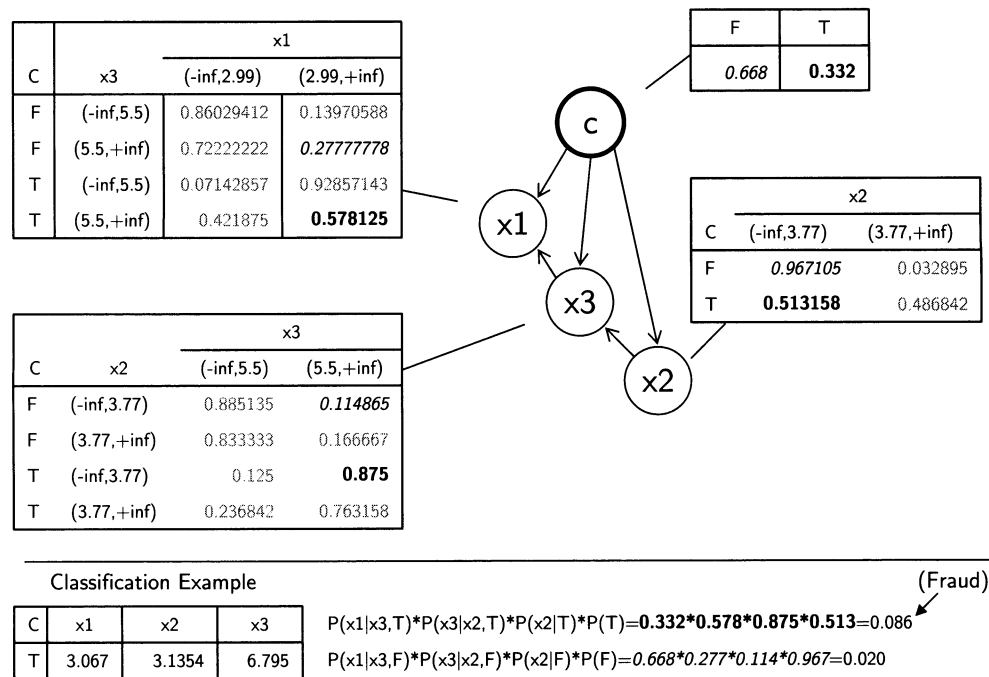 x1
C x3 (-inf,2.99) (2.99,+inf)
F (-inf,5.5) 0.86029412 0.13970588
F (5.5,+inf) 0.72222222 0.27777778
T (-inf,5.5) 0.07142857 0.92857143
T (5.5,+inf) 0.421875 0.578125
F T
0.668 0.332
c
x1
x3
x2
x2
C (-inf,3.77) (3.77,+inf)
F 0.967105 0.032895
T 0.513158 0.486842
x3
C x2 (-inf,5.5) (5.5,+inf)
F (-inf,3.77) 0.885135 0.114865
F (3.77,+inf) 0.833333 0.166667
T (-inf,3.77) 0.125 0.875
T (3.77,+inf) 0.236842 0.763158
Classification Example
(Fraud)
C x1 x2 x3
T 3.067 3.1354 6.795
P(x1|x3,T)*P(x3|x2,T)*P(x2|T)*P(T)=0.332*0.578*0.875*0.513=0.086
P(x1|x3,F)*P(x3|x2,F)*P(x2|F)*P(F)=0.668*0.277*0.114*0.967=0.020